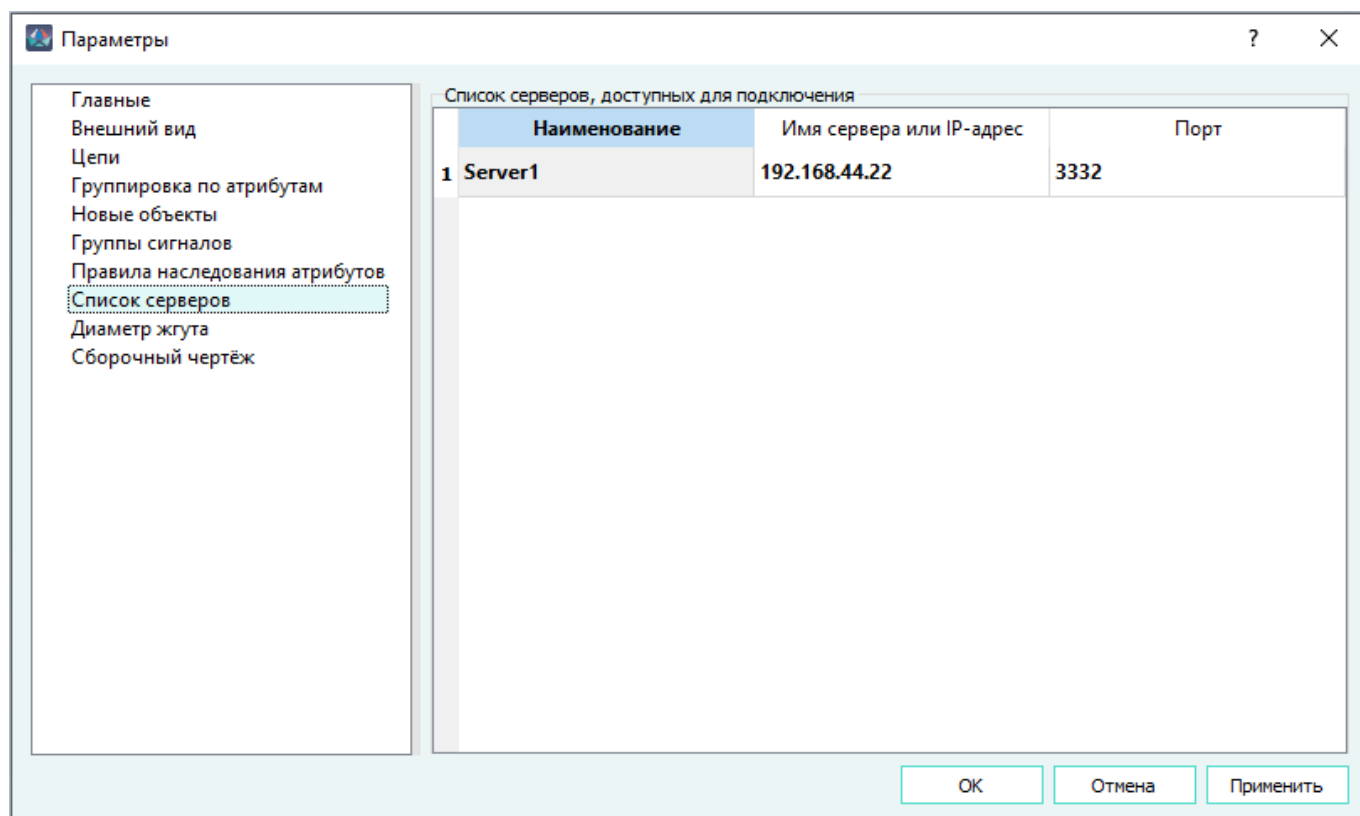 Параметры
?
Главные
Внешний вид
Цепи
Группировка по атрибутам
Новые объекты
Группы сигналов
Правила наследования атрибутов
Список серверов
Диаметр жгута
Сборочный чертёж
Список серверов, доступных для подключения
Наименование Имя сервера или IP-адрес Порт
1 Server1 192.168.44.22 3332
ОК Отмена Применить